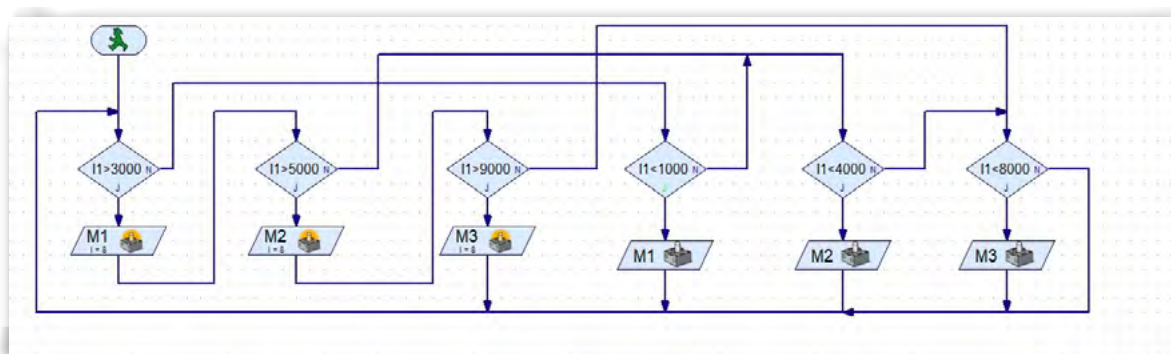 I1>3000 N
J
I1>5000 N
J
I1>9000 N
J
I1<1000 N
J
I1<4000 N
J
I1<8000 N
J
M1
M2
M3
M1
M2
M3